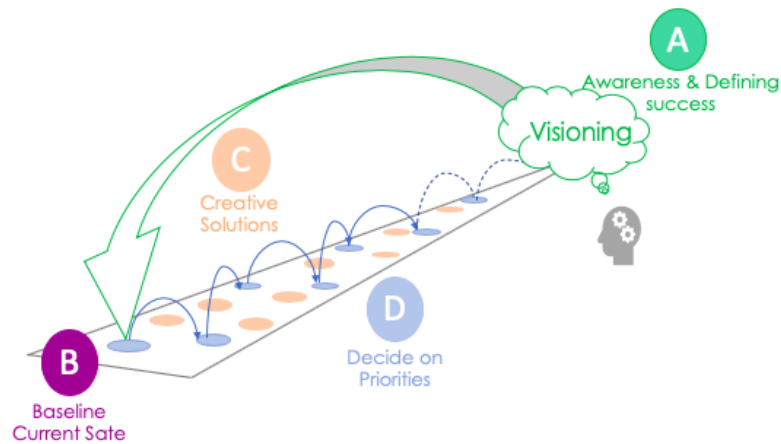 A
Awareness & Defining
success
Visioning
C
Creative
Solutions
D
Decide on
Priorities
B
Baseline
Current Sate